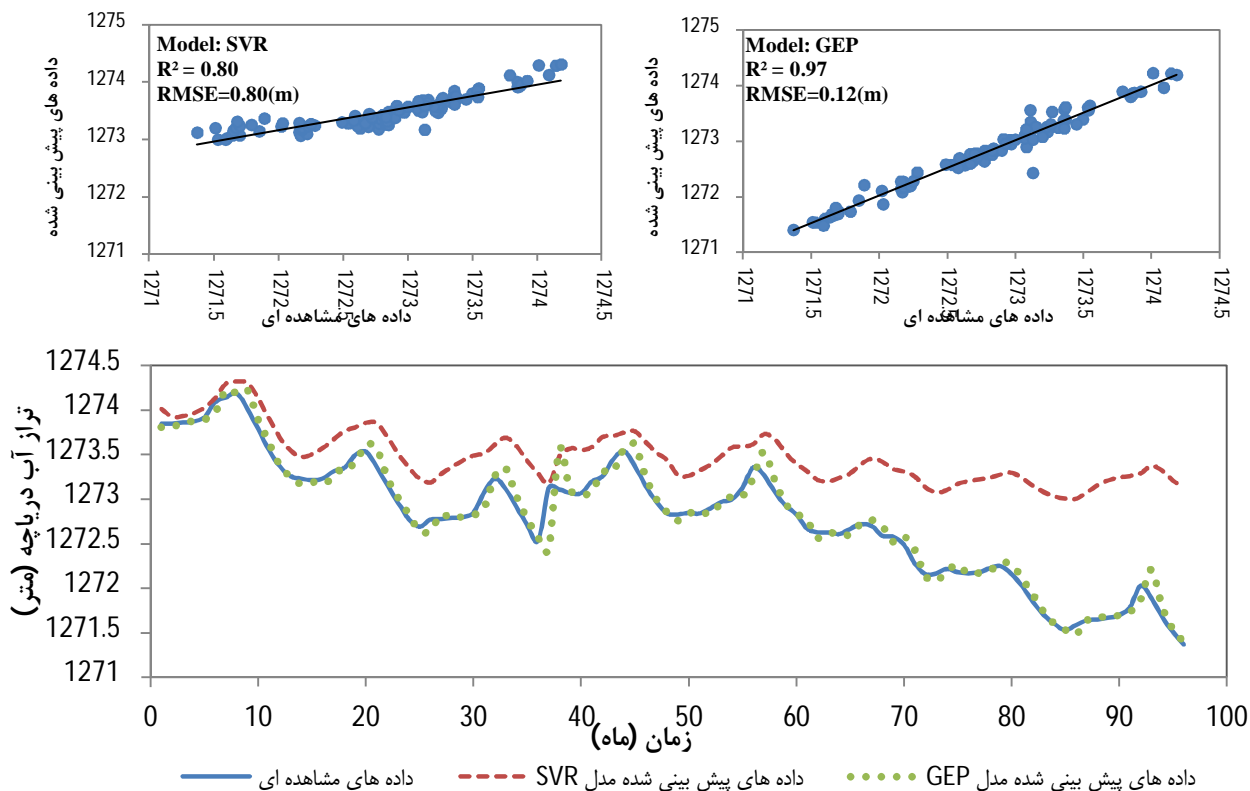 Model: SVR
R² = 0.80
RMSE=0.80(m)
1275
1274
1273
1272
1271
داده های پیش بینی شده
1271
1271.5
1272
1272.5
1273
1273.5
1274
1274.5
داده های مشاهده ای
Model: GEP
R² = 0.97
RMSE=0.12(m)
1275
1274
1273
1272
1271
داده های پیش بینی شده
1271
1271.5
1272
1272.5
1273
1273.5
1274
1274.5
داده های مشاهده ای
1274.5
1274
1273.5
1273
1272.5
1272
1271.5
1271
تراز آب دریاچه (متر)
0 10 20 30 40 50 60 70 80 90 100
زمان (ماه)
داده های مشاهده ای
داده های پیش بینی شده مدل SVR
داده های پیش بینی شده مدل GEP